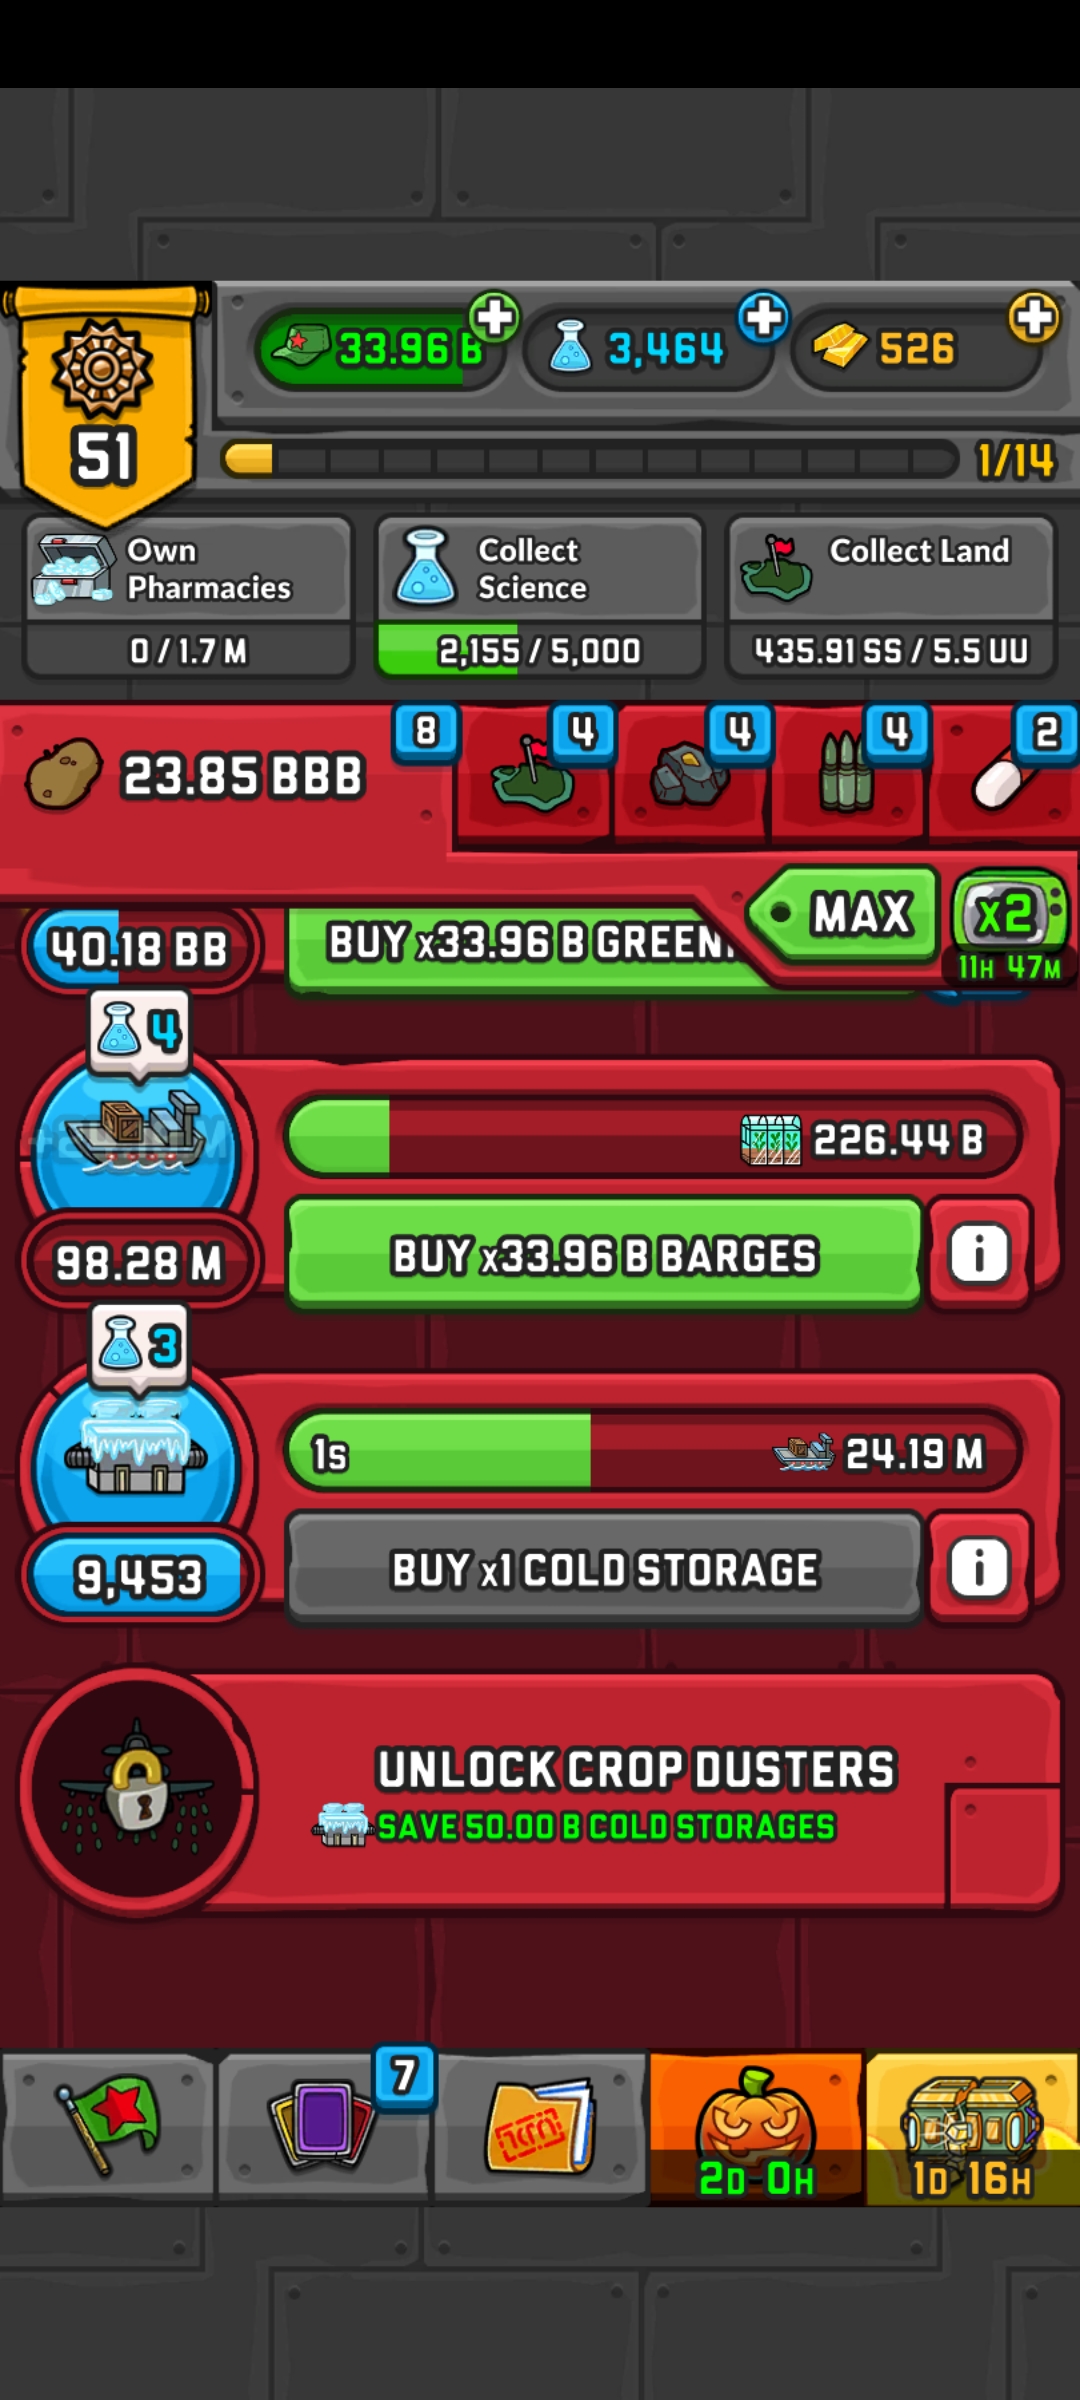 33.96 B
3,464
526
51
1/14
Own
Pharmacies
0 / 1.7 M
Collect
Science
2,155 / 5,000
Collect Land
435.91 SS / 5.5 UU
23.85 BBB
8
4
4
4
2
MAX
x2
11H 47M
40.18 BB
BUY x33.96 B GREEN
4
226.44 B
98.28 M
BUY x33.96 B BARGES
i
3
1s
24.19 M
9,453
BUY x1 COLD STORAGE
i
UNLOCK CROP DUSTERS
SAVE 50.00 B COLD STORAGES
7
2D 0H
1D 16H